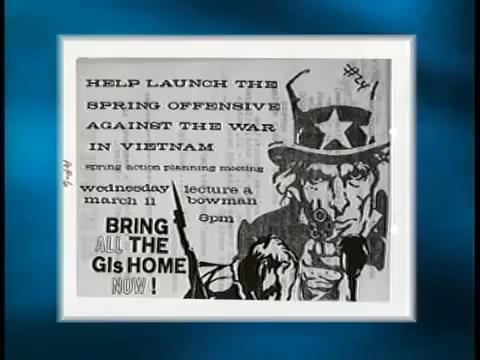 #24
HELP LAUNCH THE
SPRING OFFENSIVE
AGAINST THE WAR
IN VIETNAM
spring action planning meeting
wednesday lecture a
march 11 bowman
8pm
BRING
ALL THE
GIs HOME
NOW!